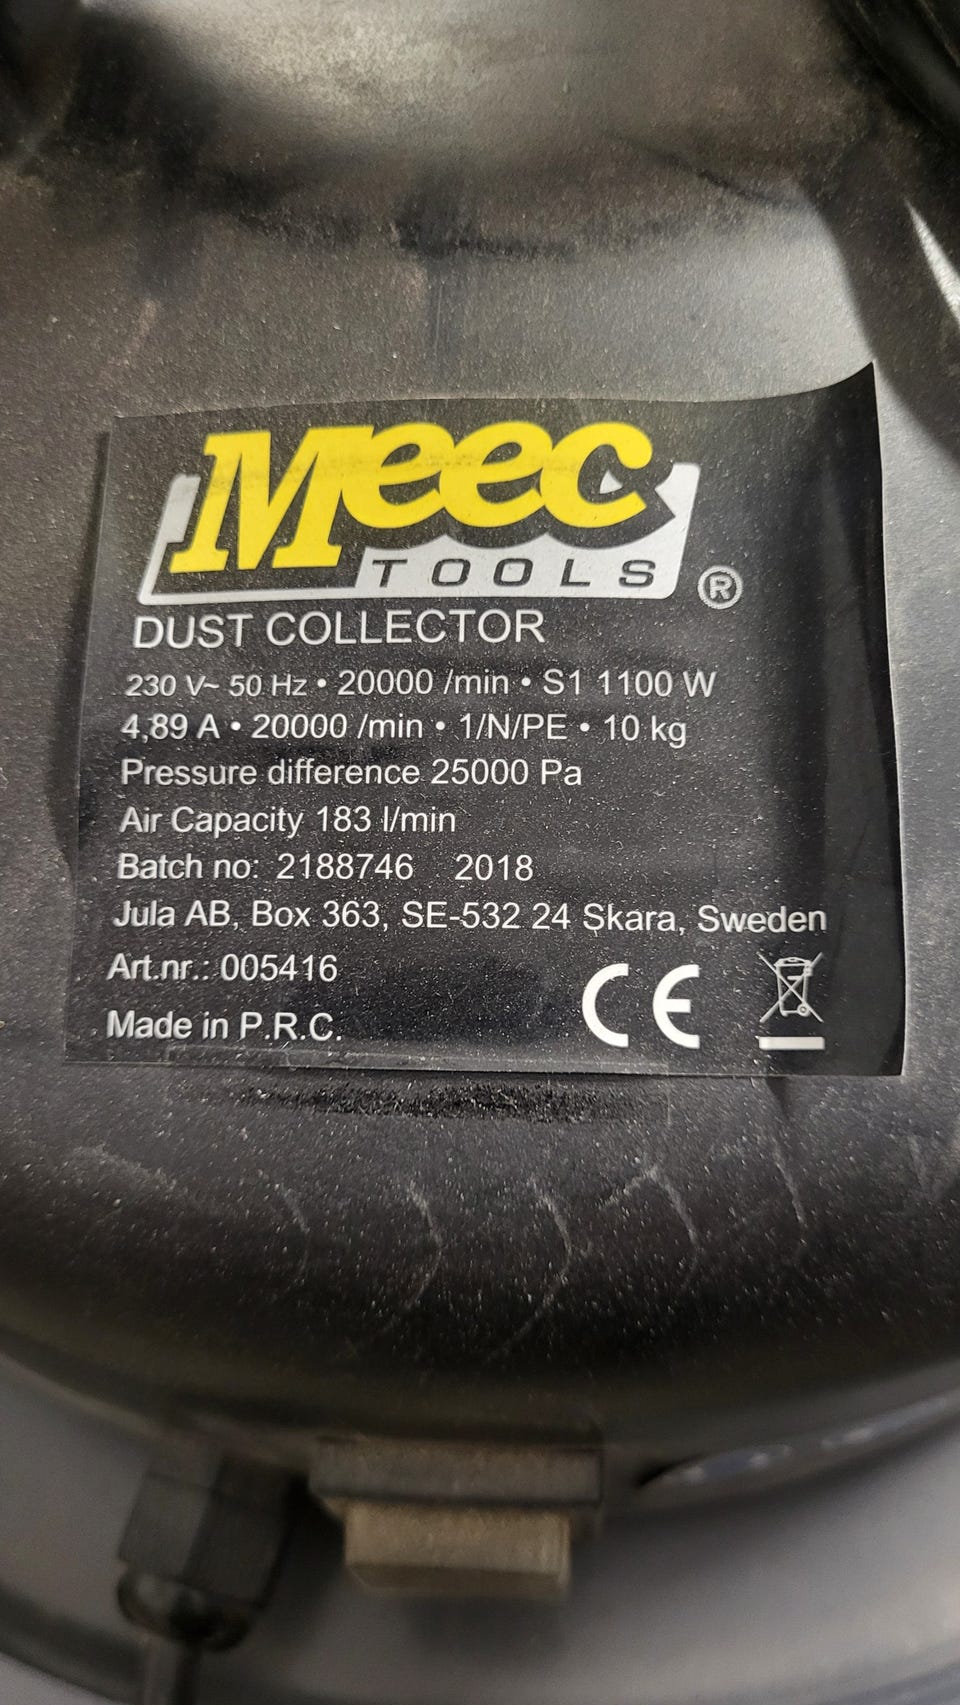 Meec
TOOLS ®
DUST COLLECTOR
230 V~ 50 Hz • 20000 /min • S1 1100 W
4,89 A • 20000 /min • 1/N/PE • 10 kg
Pressure difference 25000 Pa
Air Capacity 183 l/min
Batch no: 2188746 2018
Jula AB, Box 363, SE-532 24 Skara, Sweden
Art.nr.: 005416
Made in P.R.C.
CE